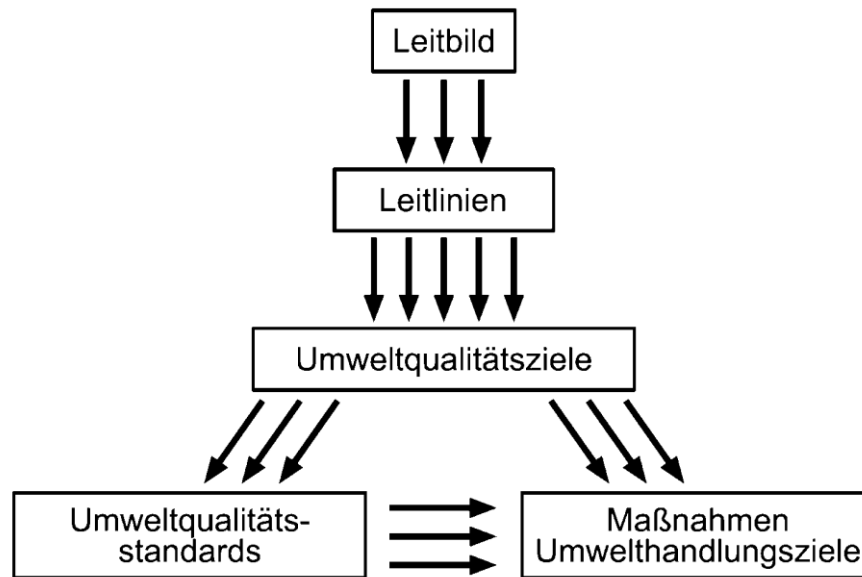 Leitbild
Leitlinien
Umweltqualitätsziele
Umweltqualitäts-
standards
Maßnahmen
Umwelthandlungsziele